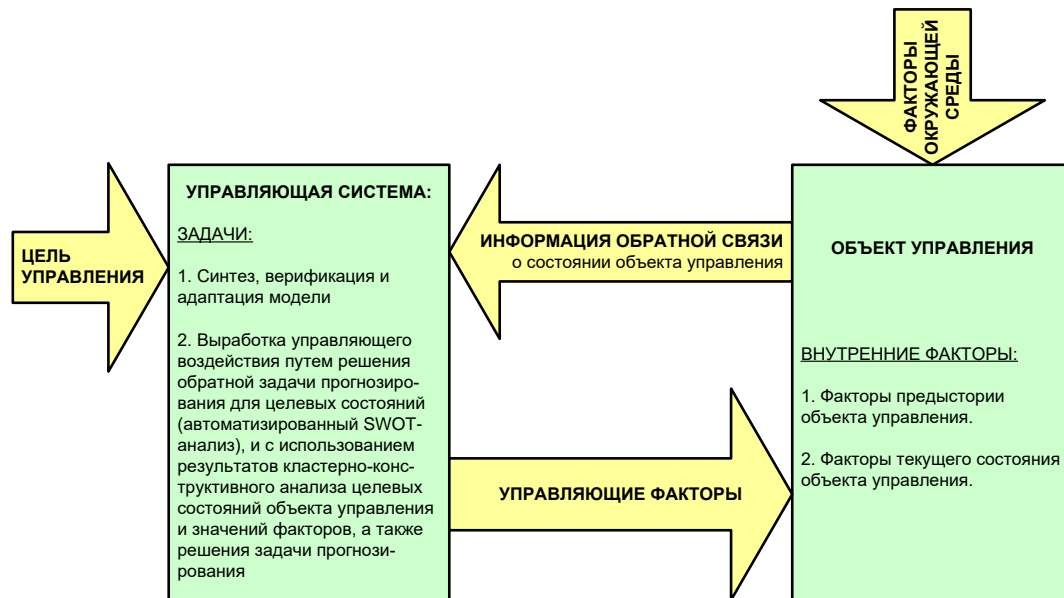 ФАКТОРЫ
ОКРУЖАЮЩЕЙ
СРЕДЫ
ЦЕЛЬ
УПРАВЛЕНИЯ
УПРАВЛЯЮЩАЯ СИСТЕМА:
ЗАДАЧИ:
1. Синтез, верификация и
адаптация модели
2. Выработка управляющего
воздействия путем решения
обратной задачи прогнозиро-
вания для целевых состояний
(автоматизированный SWOT-
анализ), и с использованием
результатов кластерно-конс-
труктивного анализа целевых
состояний объекта управления
и значений факторов, а также
решения задачи прогнози-
рования
ИНФОРМАЦИЯ ОБРАТНОЙ СВЯЗИ
о состоянии объекта управления
УПРАВЛЯЮЩИЕ ФАКТОРЫ
ОБЪЕКТ УПРАВЛЕНИЯ
ВНУТРЕННИЕ ФАКТОРЫ:
1. Факторы предыстории
объекта управления.
2. Факторы текущего состояния
объекта управления.